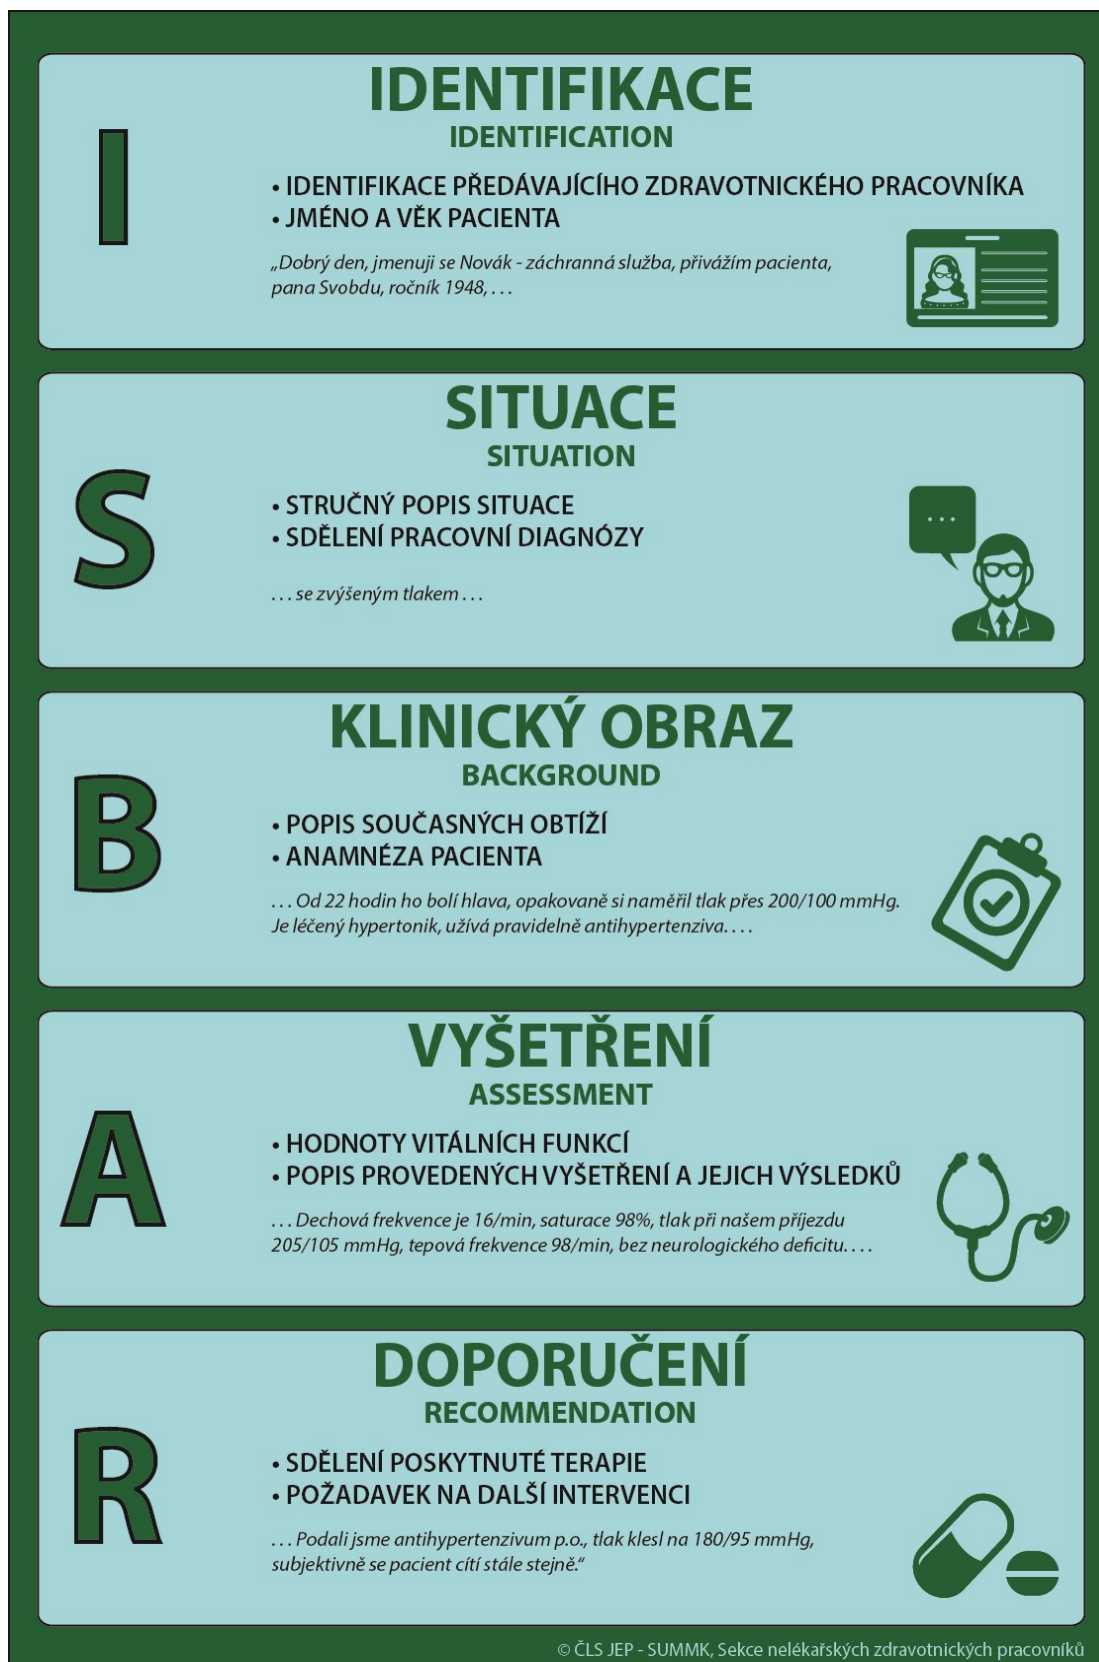 I
IDENTIFIKACE
IDENTIFICATION
• IDENTIFIKACE PŘEDÁVAJÍCÍHO ZDRAVOTNICKÉHO PRACOVNÍKA
• JMÉNO A VĚK PACIENTA
„Dobrý den, jmenuji se Novák - záchranná služba, přivážím pacienta,
pana Svobdu, ročník 1948, . . .
S
SITUACE
SITUATION
• STRUČNÝ POPIS SITUACE
• SDĚLENÍ PRACOVNÍ DIAGNÓZY
. . . se zvýšeným tlakem . . .
B
KLINICKÝ OBRAZ
BACKGROUND
• POPIS SOUČASNÝCH OBTÍŽÍ
• ANAMNÉZA PACIENTA
. . . Od 22 hodin ho bolí hlava, opakovaně si naměřil tlak přes 200/100 mmHg.
Je léčený hypertonik, užívá pravidelně antihypertenziva. . . .
A
VYŠETŘENÍ
ASSESSMENT
• HODNOTY VITÁLNÍCH FUNKCÍ
• POPIS PROVEDENÝCH VYŠETŘENÍ A JEJICH VÝSLEDKŮ
. . . Dechová frekvence je 16/min, saturace 98%, tlak při našem příjezdu
205/105 mmHg, tepová frekvence 98/min, bez neurologického deficitu. . . .
R
DOPORUČENÍ
RECOMMENDATION
• SDĚLENÍ POSKYTNUTÉ TERAPIE
• POŽADAVEK NA DALŠÍ INTERVENCI
. . . Podali jsme antihypertenzivum p.o., tlak klesl na 180/95 mmHg,
subjektivně se pacient cítí stále stejně.“
© ČLS JEP - SUMMK, Sekce nelékařských zdravotnických pracovníků